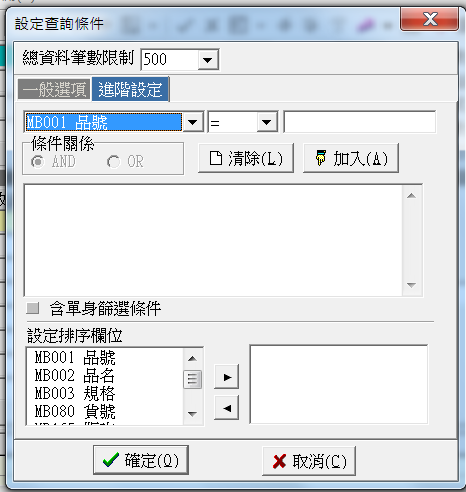 設定查詢條件
總資料筆數限制 500
一般選項 進階設定
MB001 品號 =
條件關係
AND OR 清除(L) 加入(A)
含單身篩選條件
設定排序欄位
MB001 品號
MB002 品名
MB003 規格
MB080 貨號
確定(O) 取消(C)